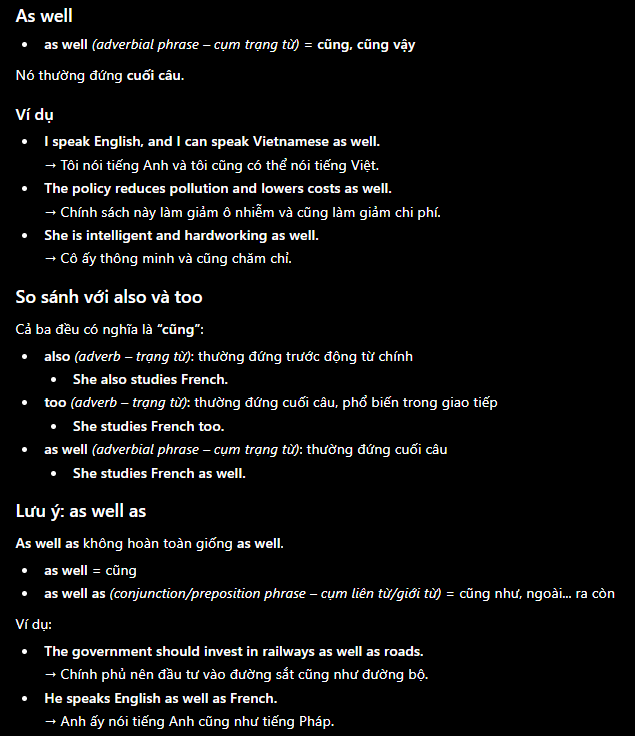 As well
• as well (adverbial phrase – cụm trạng từ) = cũng, cũng vậy
Nó thường đứng cuối câu.
Ví dụ
• I speak English, and I can speak Vietnamese as well.
→ Tôi nói tiếng Anh và tôi cũng có thể nói tiếng Việt.
• The policy reduces pollution and lowers costs as well.
→ Chính sách này làm giảm ô nhiễm và cũng làm giảm chi phí.
• She is intelligent and hardworking as well.
→ Cô ấy thông minh và cũng chăm chỉ.
So sánh với also và too
Cả ba đều có nghĩa là “cũng”:
• also (adverb – trạng từ): thường đứng trước động từ chính
• She also studies French.
• too (adverb – trạng từ): thường đứng cuối câu, phổ biến trong giao tiếp
• She studies French too.
• as well (adverbial phrase – cụm trạng từ): thường đứng cuối câu
• She studies French as well.
Lưu ý: as well as
As well as không hoàn toàn giống as well.
• as well = cũng
• as well as (conjunction/preposition phrase – cụm liên từ/giới từ) = cũng như, ngoài... ra còn
Ví dụ:
• The government should invest in railways as well as roads.
→ Chính phủ nên đầu tư vào đường sắt cũng như đường bộ.
• He speaks English as well as French.
→ Anh ấy nói tiếng Anh cũng như tiếng Pháp.